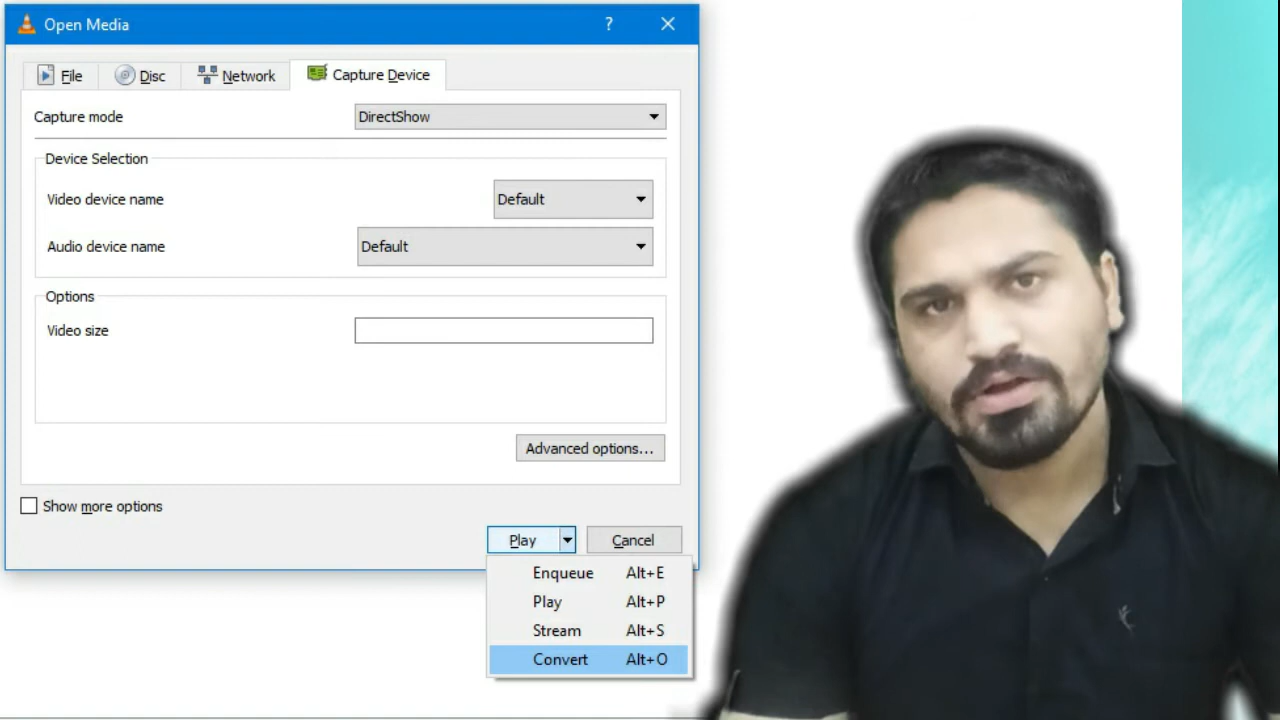 Open Media
?
File Disc Network Capture Device
Capture mode DirectShow
Device Selection
Video device name Default
Audio device name Default
Options
Video size
Advanced options...
Show more options
Play Cancel
Enqueue Alt+E
Play Alt+P
Stream Alt+S
Convert Alt+O